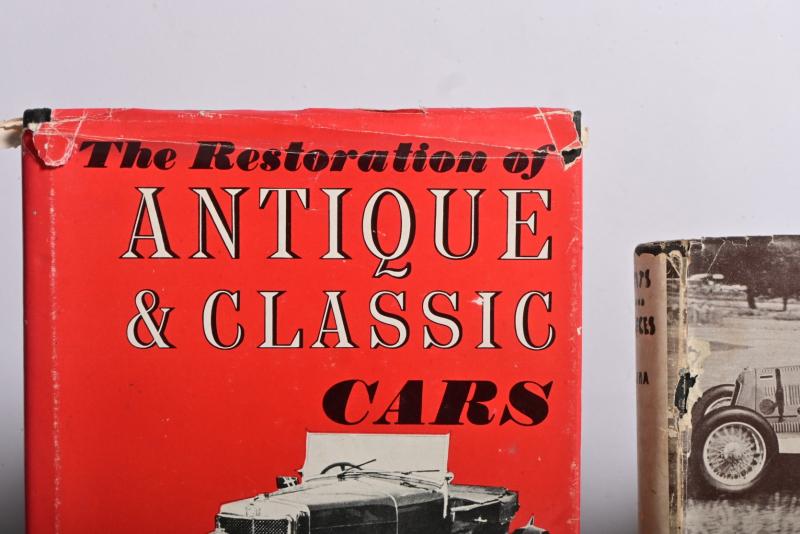 The Restoration of
ANTIQUE
& CLASSIC
CARS